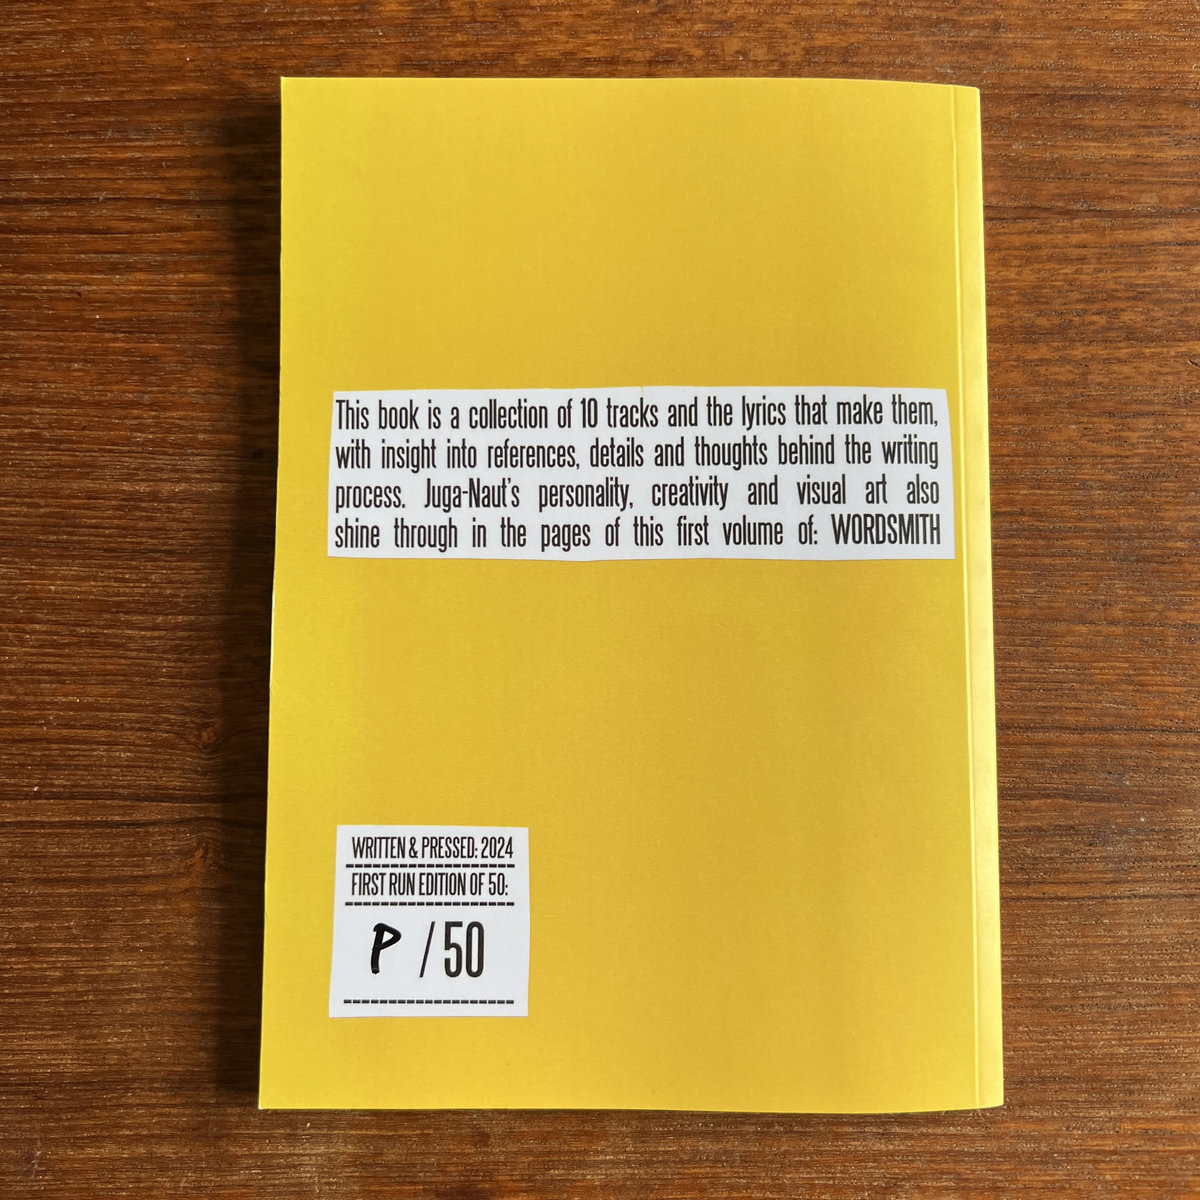 This book is a collection of 10 tracks and the lyrics that make them,
with insight into references, details and thoughts behind the writing
process. Juga-Naut's personality, creativity and visual art also
shine through in the pages of this first volume of: WORDSMITH
WRITTEN & PRESSED: 2024
FIRST RUN EDITION OF 50:
P /50